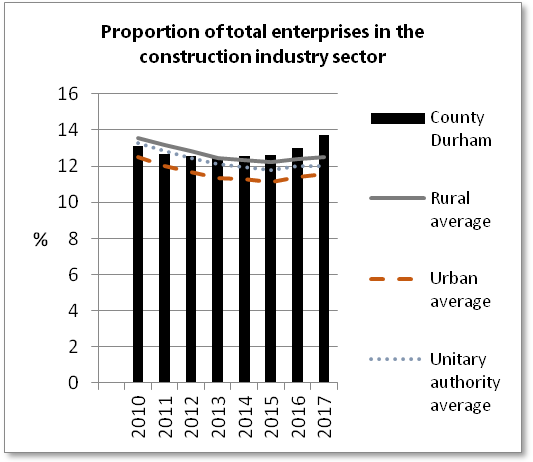 Proportion of total enterprises in the
construction industry sector
16
14
12
10
8
6
4
2
0
%
2010
2011
2012
2013
2014
2015
2016
2017
County
Durham
Rural
average
Urban
average
Unitary
authority
average